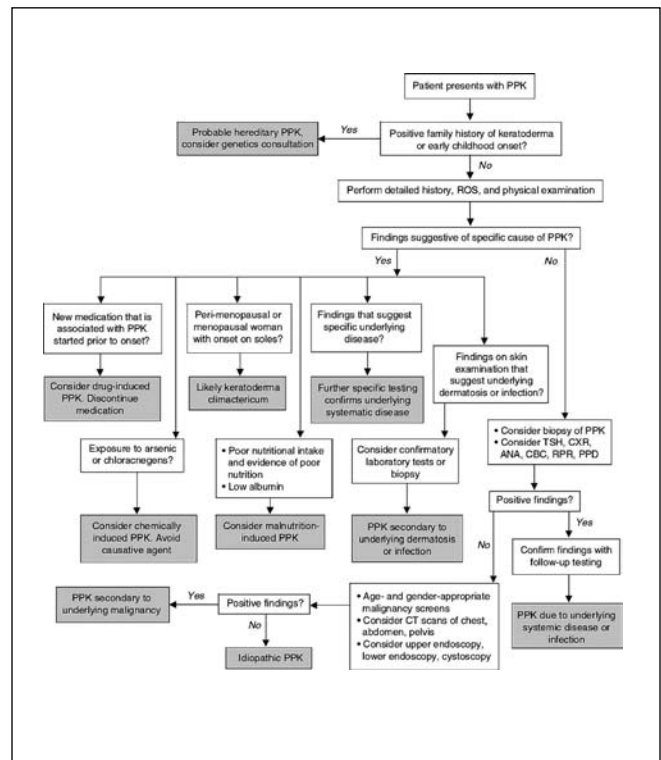 Patient presents with PPK
Probable hereditary PPK,
consider genetics consultation
Yes
Positive family history of keratoderma
or early childhood onset?
No
Perform detailed history, ROS, and physical examination
Findings suggestive of specific cause of PPK?
Yes
No
New medication that is
associated with PPK
started prior to onset?
Peri-menopausal or
menopausal woman
with onset on soles?
Findings that suggest
specific underlying
disease?
Findings on skin
examination that
suggest underlying
dermatosis or infection?
Consider drug-induced
PPK. Discontinue
medication
Likely keratoderma
climactericum
Further specific testing
confirms underlying
systematic disease
• Consider biopsy of PPK
• Consider TSH, CXR,
ANA, CBC, RPR, PPD
Exposure to arsenic
or chloracnegens?
• Poor nutritional intake
and evidence of poor
nutrition
• Low albumin
Consider confirmatory
laboratory tests or
biopsy
Positive findings?
Consider chemically
induced PPK. Avoid
causative agent
Consider malnutrition-
induced PPK
PPK secondary to
underlying dermatosis
or infection
No
Yes
Confirm findings with
follow-up testing
PPK secondary to
underlying malignancy
Yes
Positive findings?
No
Idiopathic PPK
• Age- and gender-appropriate
malignancy screens
• Consider CT scans of chest,
abdomen, pelvis
• Consider upper endoscopy,
lower endoscopy, cystoscopy
PPK due to underlying
systemic disease or
infection